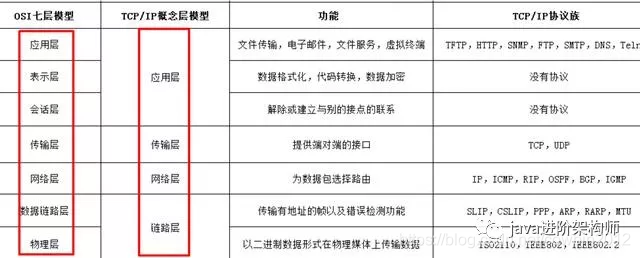 OSI七层模型 TCP/IP概念层模型 功能 TCP/IP协议族
应用层 文件传输，电子邮件，文件服务，虚拟终端 TFTP，HTTP，SNMP，FTP，SMTP，DNS，Teln
表示层 应用层 数据格式化，代码转换，数据加密 没有协议
会话层 解除或建立与别的接点的联系 没有协议
传输层 传输层 提供端对端的接口 TCP，UDP
网络层 网络层 为数据包选择路由 IP，ICMP，RIP，OSPF，BGP，IGMP
数据链路层 传输有地址的帧以及错误检测功能 SLIP，CSLIP，PPP，ARP，RARP，MTU
链路层
java进阶架构师
物理层 以二进制数据形式在物理媒体上传输数据 ISO2110，IEEE802，IEEE802.2